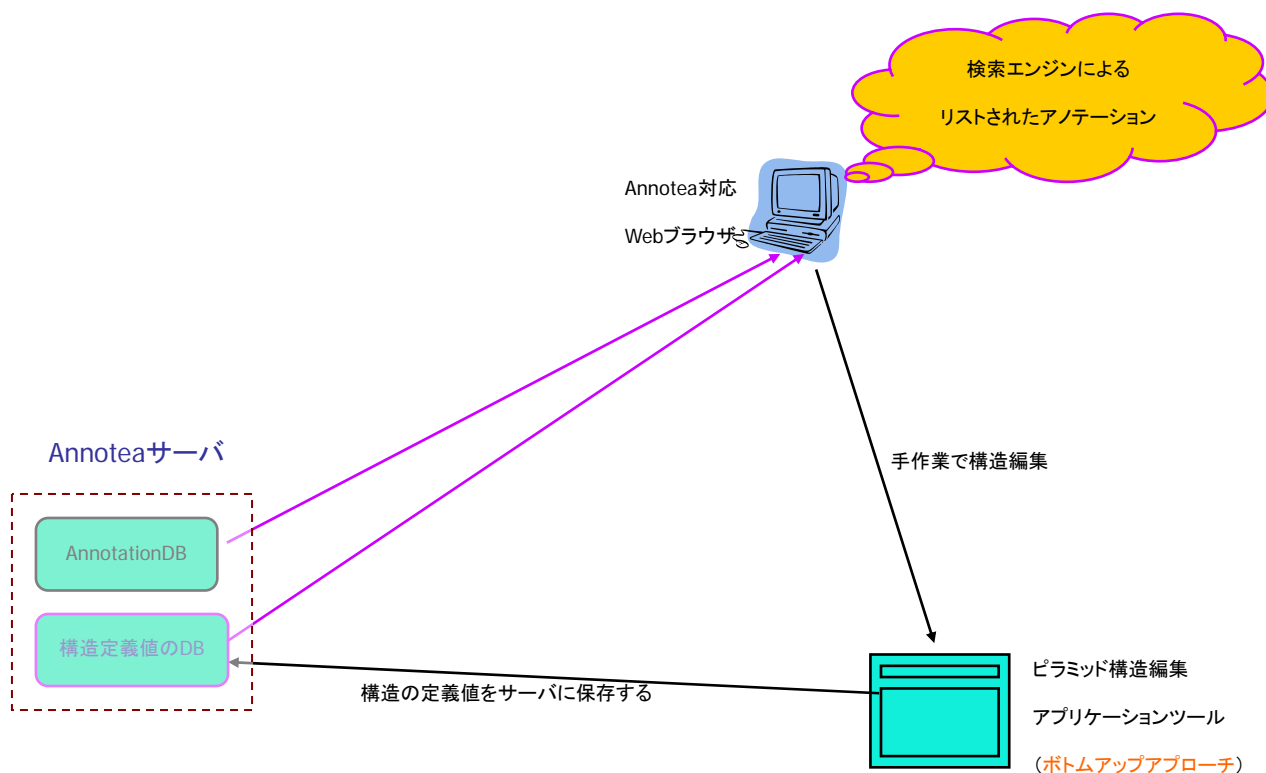 検索エンジンによる
リストされたアノテーション
Annotea対応
Webブラウザ
Annoteaサーバ
手作業で構造編集
AnnotationDB
構造定義値のDB
構造の定義値をサーバに保存する
ピラミッド構造編集
アプリケーションツール
（ボトムアップアプローチ）